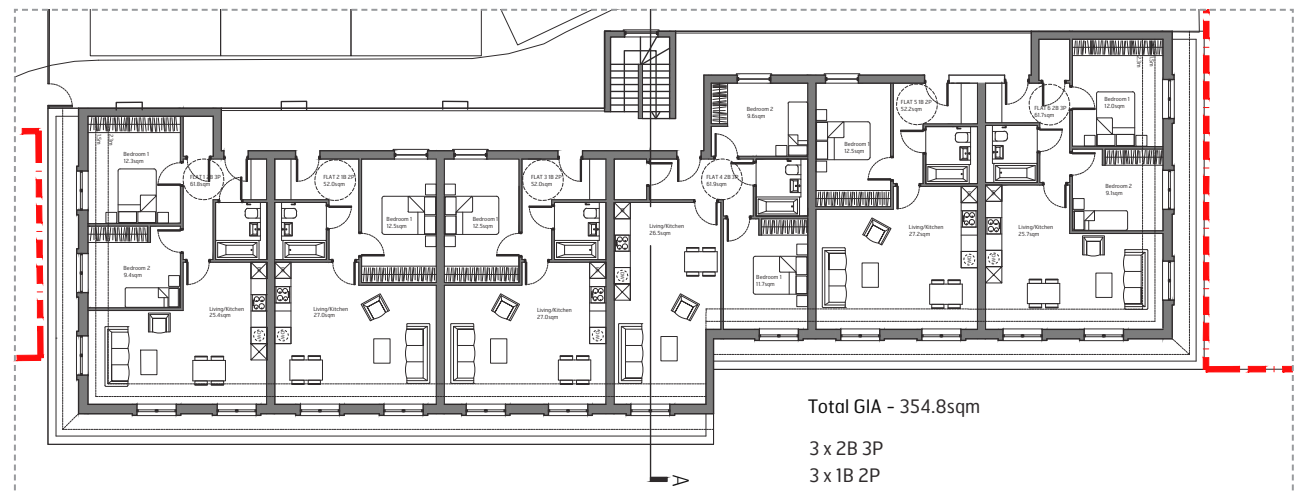 Bedroom 1
12.3sqm
FLAT 1 2B 3P
61.8sqm
Bedroom 2
9.4sqm
Living/Kitchen
25.4sqm
FLAT 2 1B 2P
52.0sqm
Bedroom 1
12.5sqm
Living/Kitchen
27.0sqm
FLAT 3 1B 2P
52.0sqm
Bedroom 1
12.5sqm
Living/Kitchen
27.0sqm
FLAT 4 2B 3P
61.9sqm
Bedroom 2
9.6sqm
Living/Kitchen
26.5sqm
Bedroom 1
11.7sqm
FLAT 5 1B 2P
52.2sqm
Bedroom 1
12.5sqm
Living/Kitchen
27.2sqm
FLAT 6 2B 3P
61.7sqm
Bedroom 1
12.0sqm
Bedroom 2
9.1sqm
Living/Kitchen
25.7sqm
A
Total GIA - 354.8sqm
3 x 2B 3P
3 x 1B 2P